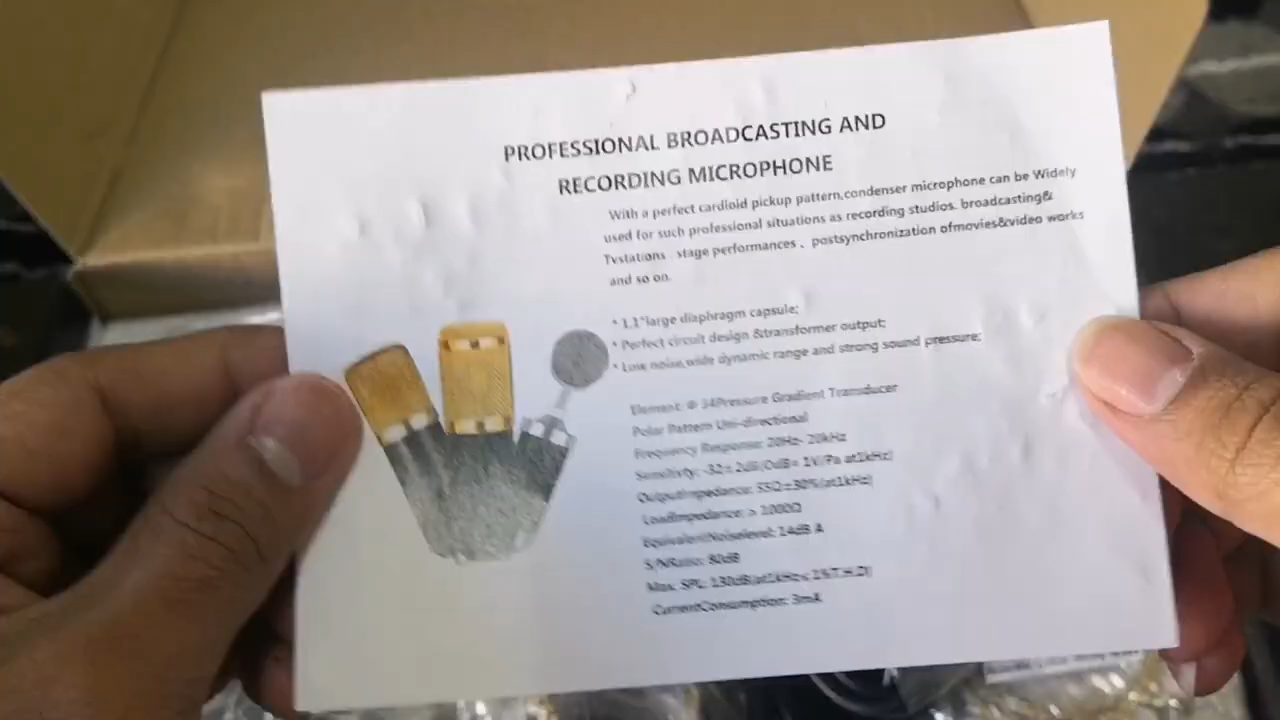 PROFESSIONAL BROADCASTING AND
RECORDING MICROPHONE
With a perfect cardioid pickup pattern,condenser microphone can be Widely
used for such professional situations as recording studios. broadcasting&
Tvstations . stage performances 、 postsynchronization ofmovies&video works
and so on.
* 1.1"large diaphragm capsule;
* Perfect circuit design &transformer output;
* Low noise,wide dynamic range and strong sound pressure;
Element: Φ 34Pressure Gradient Transducer
Polar Pattern Uni-directional
Frequency Response: 20Hz- 20kHz
Sensitivity: -32± 2dB(0dB= 1V/Pa at1kHz)
OutputImpedance: 55Ω±30%(at1kHz)
LoadImpedance: > 1000Ω
EquivalentNoiselevel: 14dB A
S/NRatio: 80dB
Max. SPL: 130dB(at1kHz≤ 1%T.H.D)
CurrentConsumption: 3mA